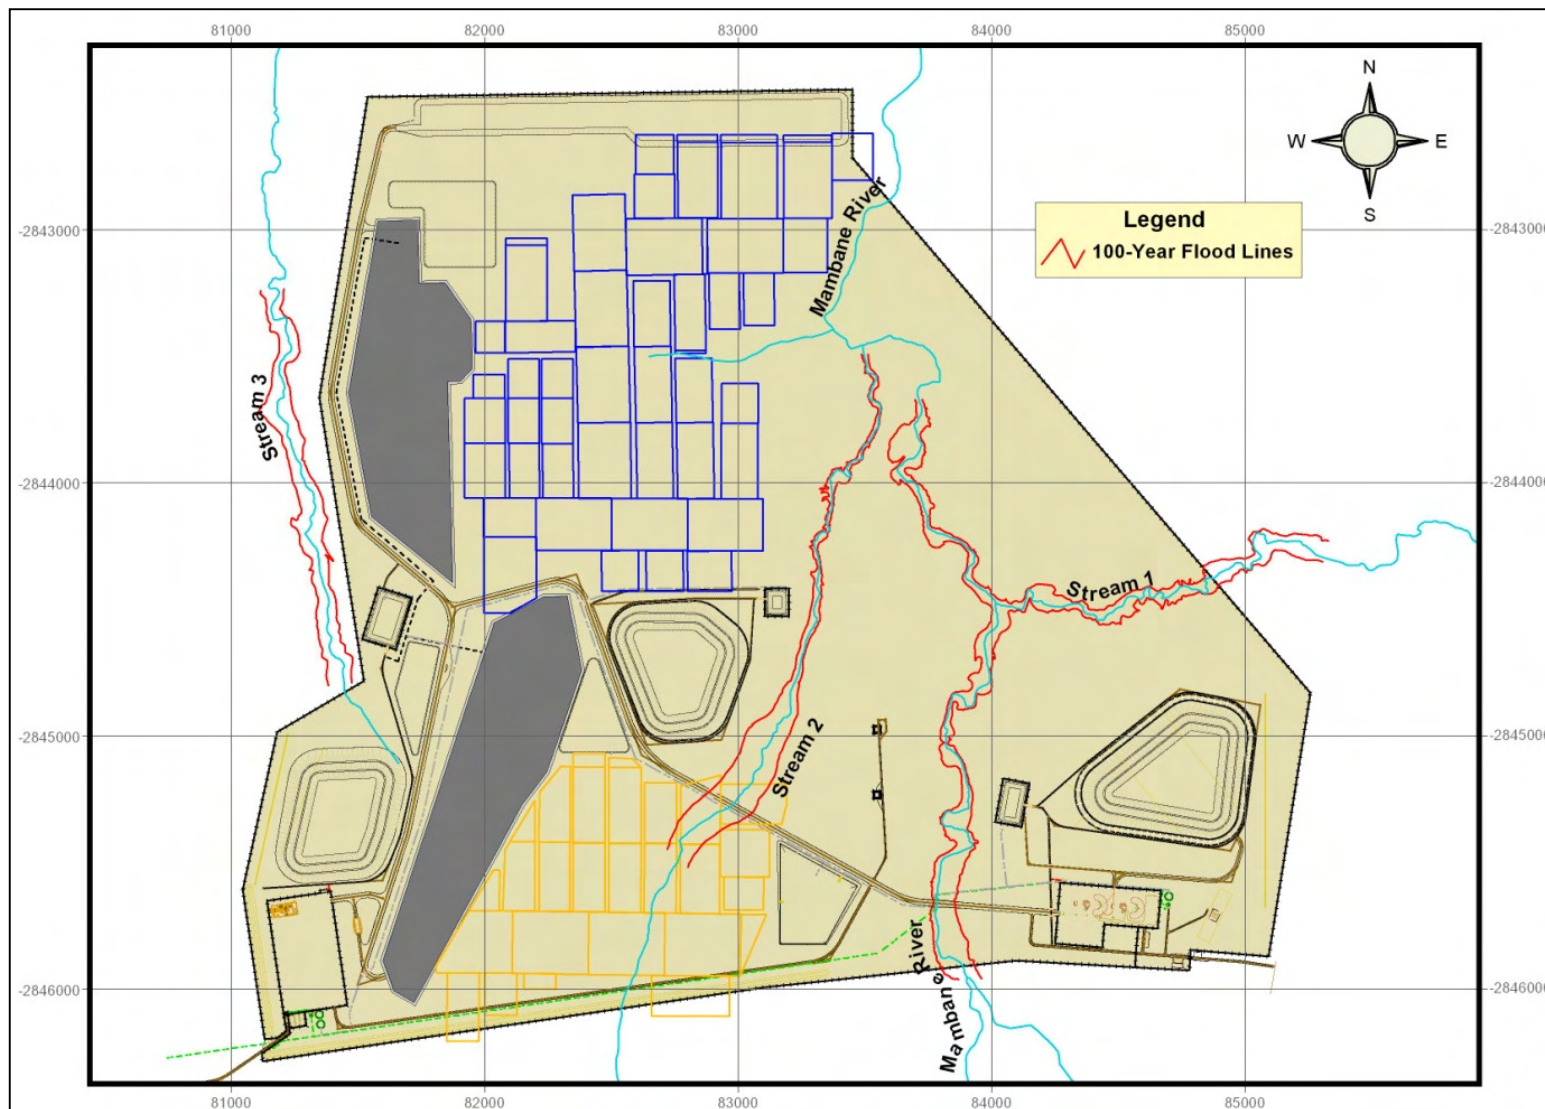 81000 82000 83000 84000 85000
N
W E
S
Legend
100-Year Flood Lines
Mambane River
-2843000 -2843000
Stream 3
-2844000 -2844000
Stream 1
Stream 2
-2845000 -2845000
Mambane River
-2846000 -2846000
81000 82000 83000 84000 85000